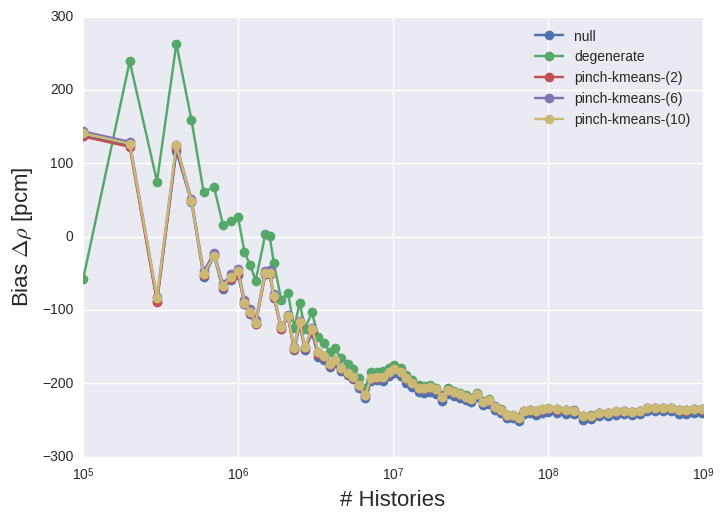 300
200
100
0
−100
−200
−300
Bias Δρ [pcm]
null
degenerate
pinch-kmeans-(2)
pinch-kmeans-(6)
pinch-kmeans-(10)
10⁵ 10⁶ 10⁷ 10⁸ 10⁹
# Histories